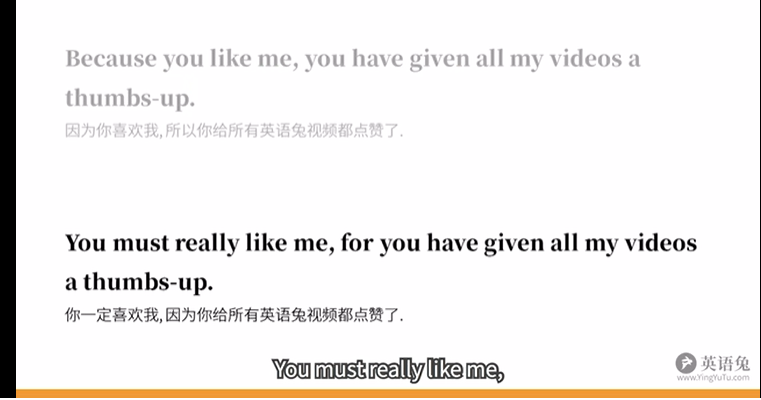 Because you like me, you have given all my videos a
thumbs-up.
因为你喜欢我,所以你给所有英语兔视频都点赞了.
You must really like me, for you have given all my videos
a thumbs-up.
你一定喜欢我,因为你给所有英语兔视频都点赞了.
You must really like me,
英语兔
www.YingYuTu.com